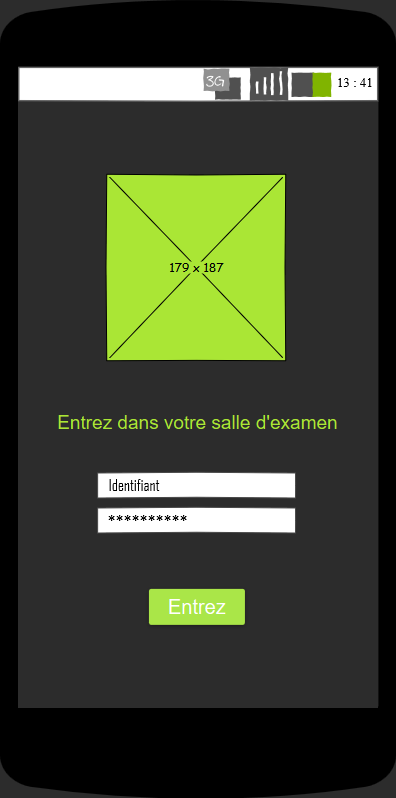 3G 13 : 41
179 x 187
Entrez dans votre salle d'examen
Identifiant
**********
Entrez